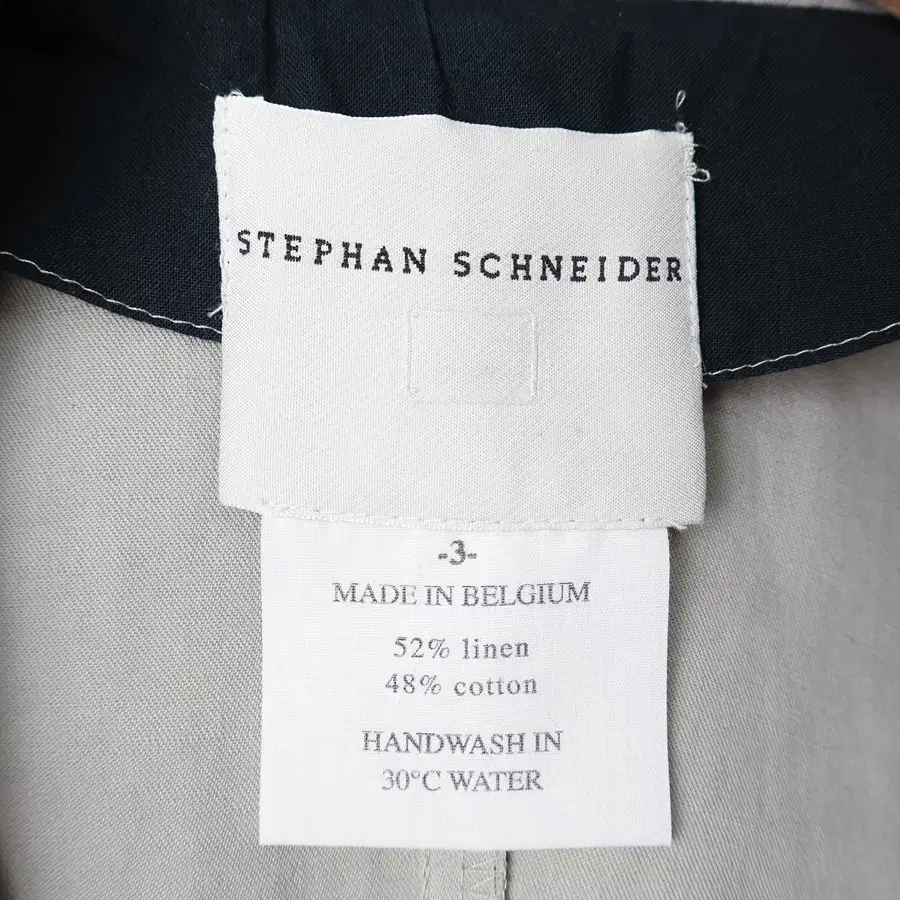 STEPHAN SCHNEIDER
-3-
MADE IN BELGIUM
52% linen
48% cotton
HANDWASH IN
30°C WATER